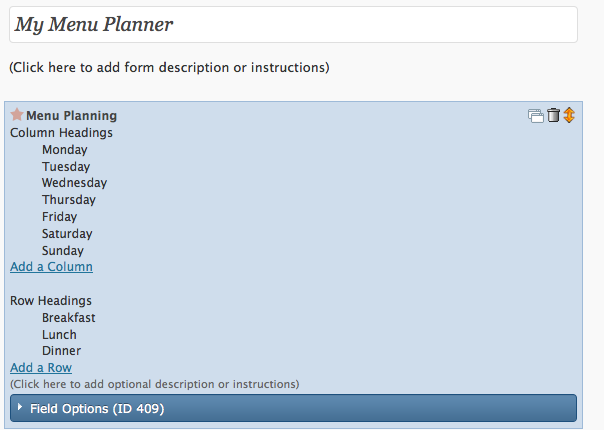 My Menu Planner
(Click here to add form description or instructions)
Menu Planning
Column Headings
Monday
Tuesday
Wednesday
Thursday
Friday
Saturday
Sunday
Add a Column
Row Headings
Breakfast
Lunch
Dinner
Add a Row
(Click here to add optional description or instructions)
Field Options (ID 409)